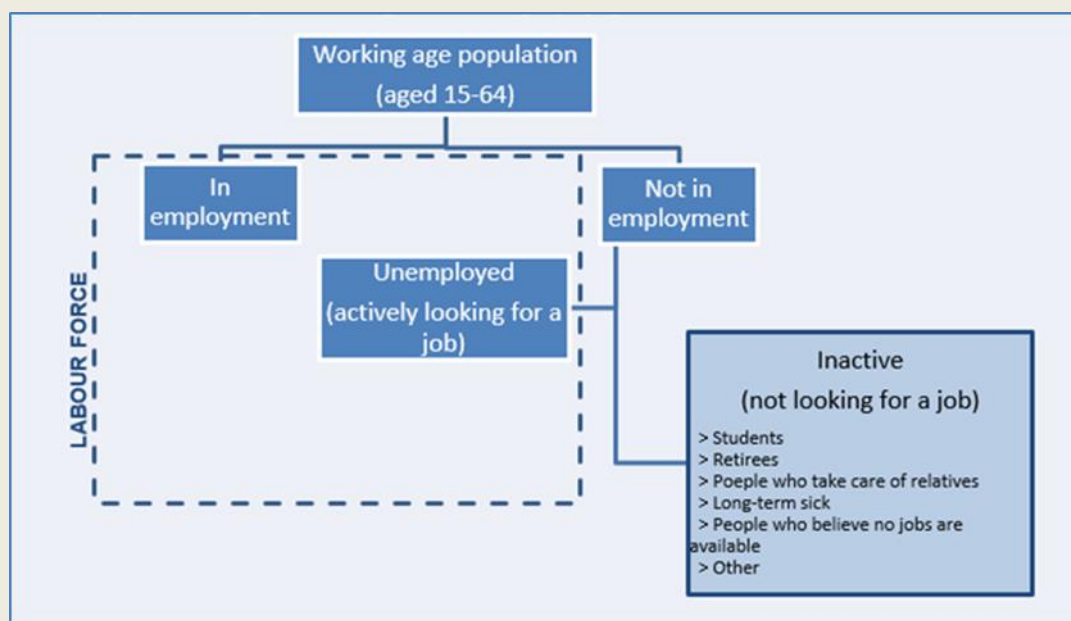 Working age population
(aged 15-64)
In
employment
Not in
employment
Unemployed
(actively looking for a
job)
LABOUR FORCE
Inactive
(not looking for a job)
> Students
> Retirees
> Poeple who take care of relatives
> Long-term sick
> People who believe no jobs are
available
> Other